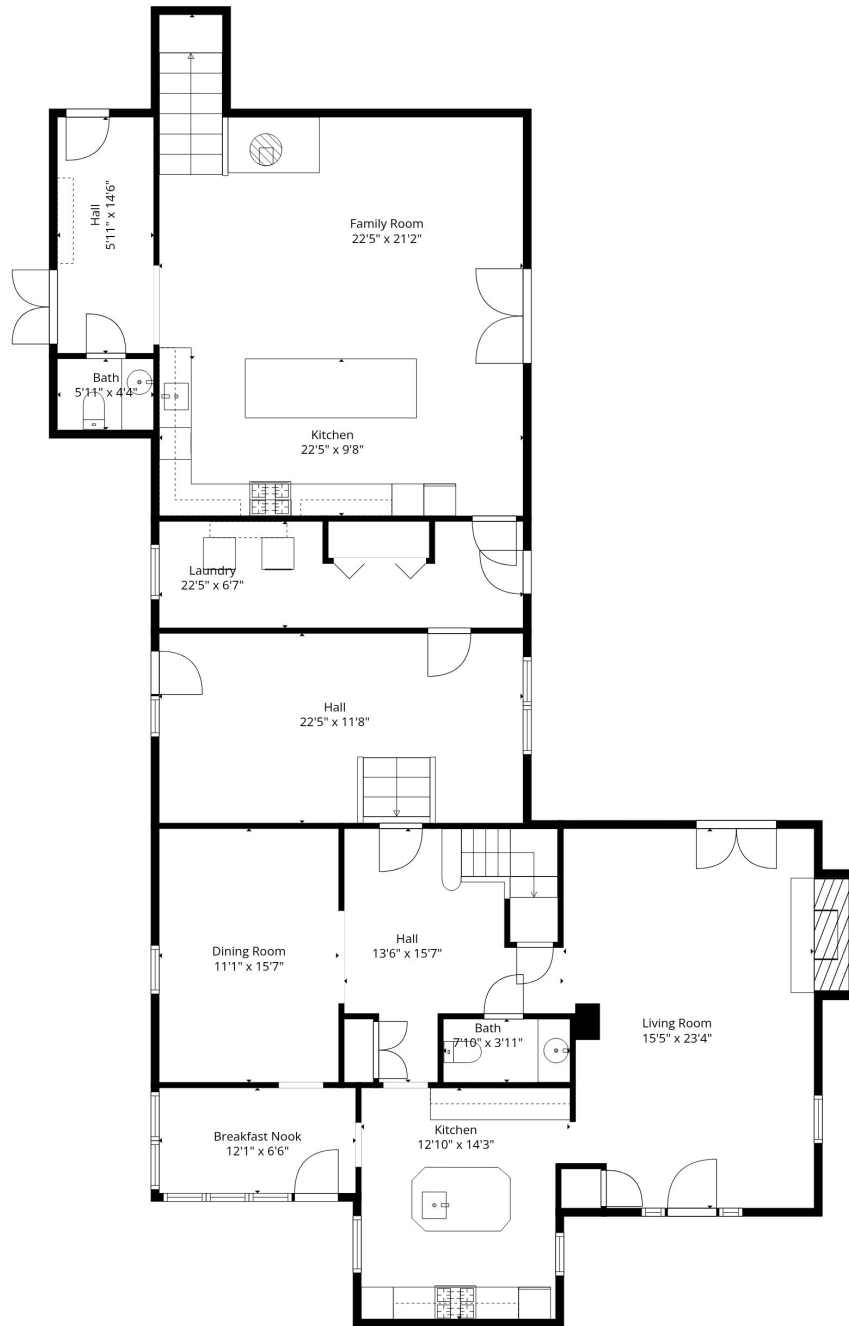 Family Room
22'5" x 21'2"
Hall
5'11" x 14'6"
Bath
5'11" x 4'4"
Kitchen
22'5" x 9'8"
Laundry
22'5" x 6'7"
Hall
22'5" x 11'8"
Hall
13'6" x 15'7"
Dining Room
11'1" x 15'7"
Living Room
15'5" x 23'4"
Bath
7'10" x 3'11"
Kitchen
12'10" x 14'3"
Breakfast Nook
12'1" x 6'6"